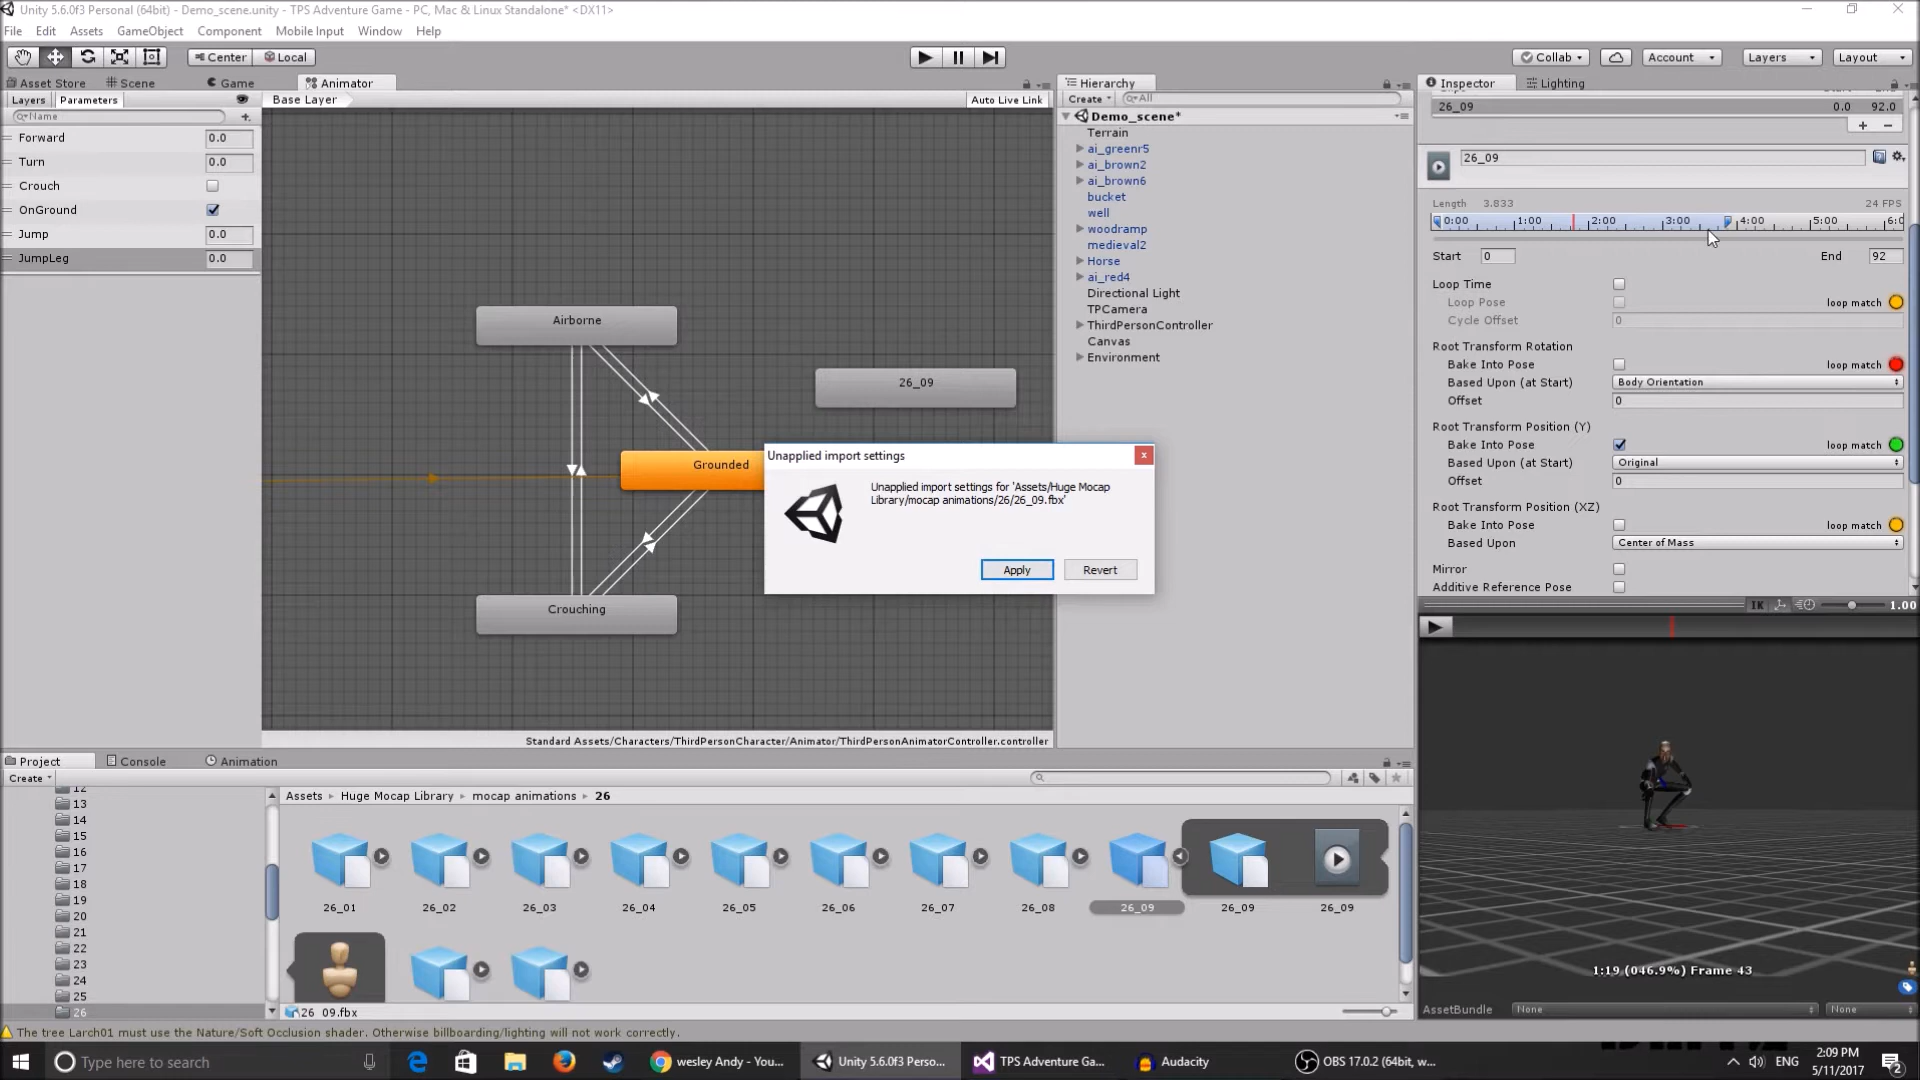 Unity 5.6.0f3 Personal (64bit) - Demo_scene.unity - TPS Adventure Game - PC, Mac & Linux Standalone* <DX11>
File Edit Assets GameObject Component Mobile Input Window Help
Center Local Collab Account Layers Layout
Asset Store Scene Game Animator
Layers Parameters
Base Layer
Auto Live Link
Name
Forward 0.0
Turn 0.0
Crouch
OnGround
Jump 0.0
JumpLeg 0.0
Airborne
26_09
Grounded
Crouching
Standard Assets/Characters/ThirdPersonCharacter/Animator/ThirdPersonAnimatorController.controller
Hierarchy
Create All
Demo_scene*
Terrain
ai_greenr5
ai_brown2
ai_brown6
bucket
well
woodramp
medieval2
Horse
ai_red4
Directional Light
TPCamera
ThirdPersonController
Canvas
Environment
Unapplied import settings
x
Unapplied import settings for 'Assets/Huge Mocap
Library/mocap animations/26/26_09.fbx'
Apply Revert
Inspector Lighting
26_09 0.0 92.0
26_09
Length 3.833 24 FPS
0:00 1:00 2:00 3:00 4:00 5:00
Start 0 End 92
Loop Time
Loop Pose loop match
Cycle Offset 0
Root Transform Rotation
Bake Into Pose loop match
Based Upon (at Start) Body Orientation
Offset 0
Root Transform Position (Y)
Bake Into Pose loop match
Based Upon (at Start) Original
Offset 0
Root Transform Position (XZ)
Bake Into Pose loop match
Based Upon Center of Mass
Mirror
Additive Reference Pose
IK 1.00
1:19 (046.9%) Frame 43
AssetBundle None None
Project Console Animation
Create
Assets Huge Mocap Library mocap animations 26
12
13
14
15
16
17
18
19
20
21
22
23
24
25
26
26_01 26_02 26_03 26_04 26_05 26_06 26_07 26_08 26_09 26_09 26_09
26_09.fbx
The tree Larch01 must use the Nature/Soft Occlusion shader. Otherwise billboarding/lighting will not work correctly.
Type here to search
wesley Andy - You...
Unity 5.6.0f3 Perso...
TPS Adventure Ga...
Audacity
OBS 17.0.2 (64bit, w...
ENG
2:09 PM
5/11/2017
2